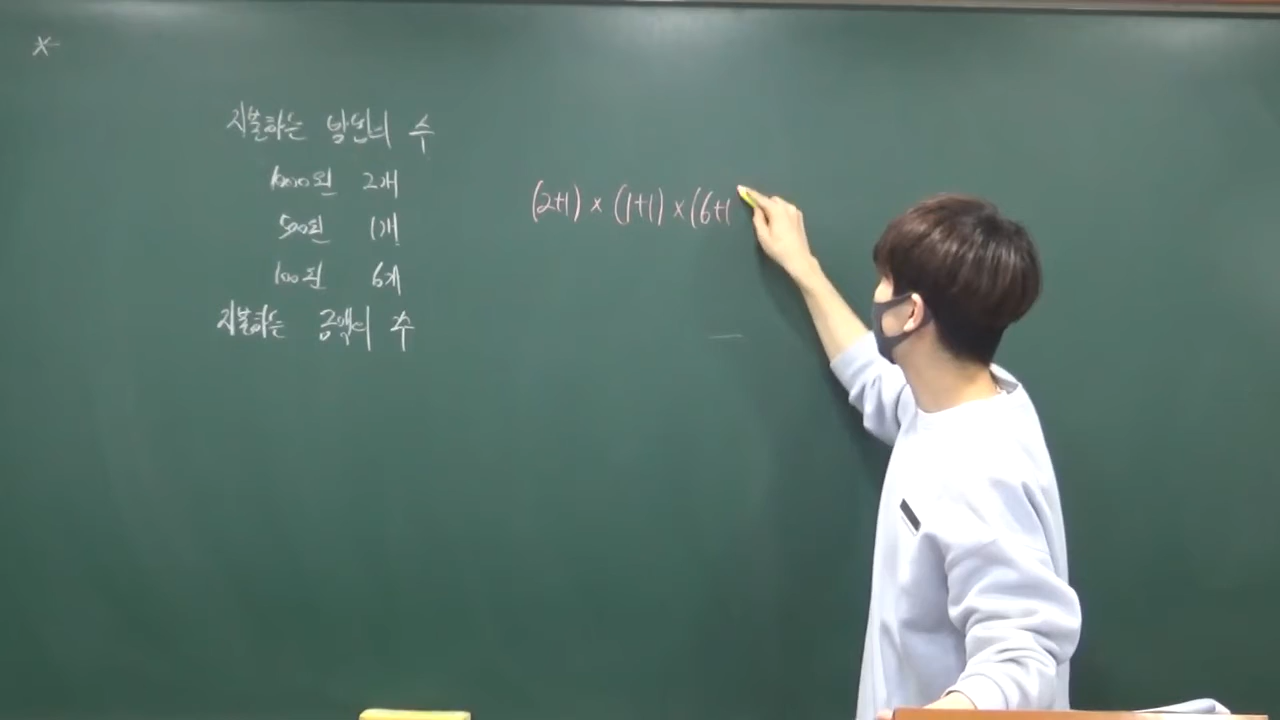 지불하는 방법의 수
1000원 2개
500원 1개
100원 6개
지불하는 금액의 수
(2+1) × (1+1) × (6+1